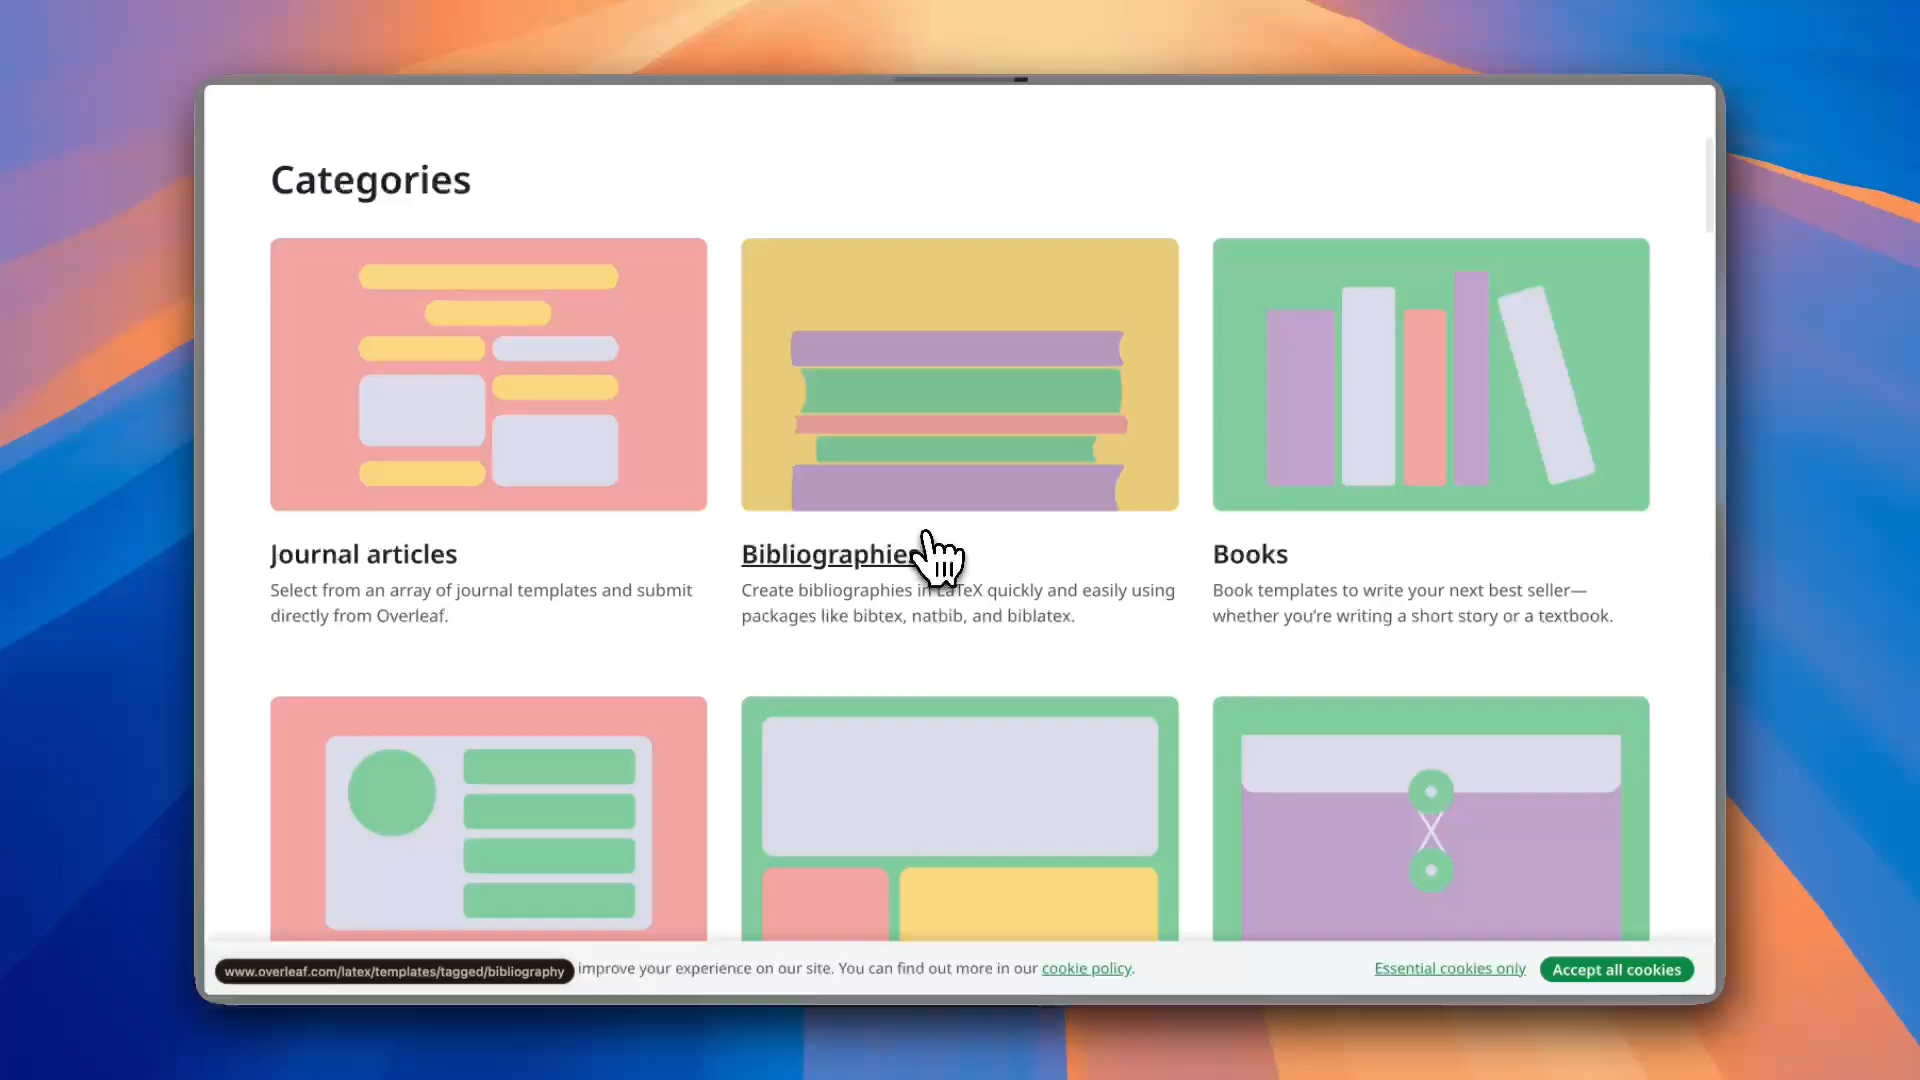 Categories
Journal articles
Select from an array of journal templates and submit
directly from Overleaf.
Bibliographies
Create bibliographies in LaTeX quickly and easily using
packages like bibtex, natbib, and biblatex.
Books
Book templates to write your next best seller—
whether you’re writing a short story or a textbook.
www.overleaf.com/latex/templates/tagged/bibliography
improve your experience on our site. You can find out more in our cookie policy.
Essential cookies only
Accept all cookies